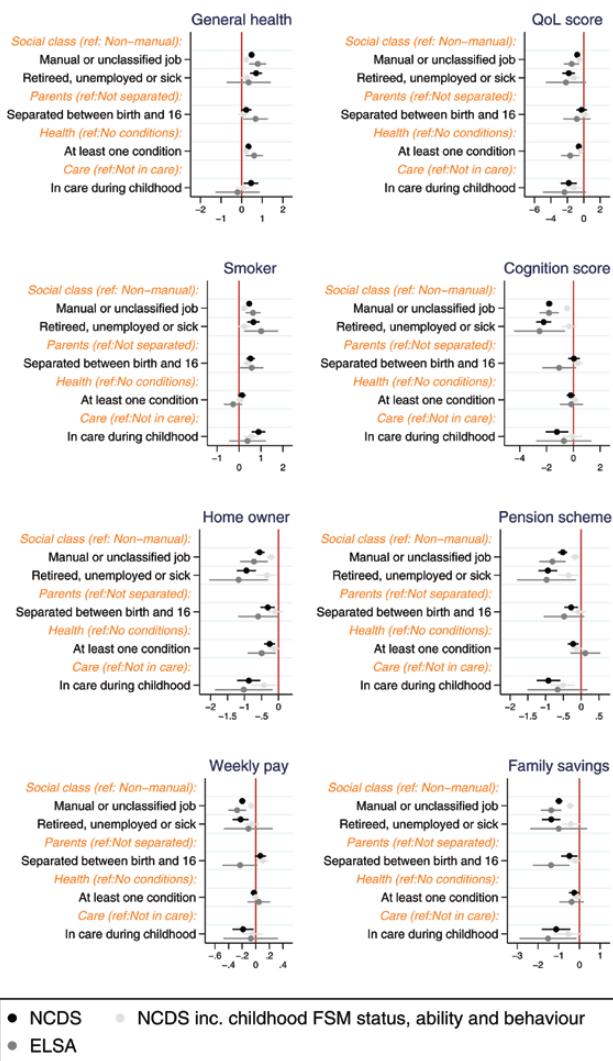 General health
Social class (ref: Non-manual):
Manual or unclassified job
Retireed, unemployed or sick
Parents (ref:Not separated):
Separated between birth and 16
Health (ref:No conditions):
At least one condition
Care (ref:Not in care):
In care during childhood
-2 -1 0 1 2
QoL score
Social class (ref: Non-manual):
Manual or unclassified job
Retireed, unemployed or sick
Parents (ref:Not separated):
Separated between birth and 16
Health (ref:No conditions):
At least one condition
Care (ref:Not in care):
In care during childhood
-6 -4 -2 0 2
Smoker
Social class (ref: Non-manual):
Manual or unclassified job
Retireed, unemployed or sick
Parents (ref:Not separated):
Separated between birth and 16
Health (ref:No conditions):
At least one condition
Care (ref:Not in care):
In care during childhood
-1 0 1 2
Cognition score
Social class (ref: Non-manual):
Manual or unclassified job
Retireed, unemployed or sick
Parents (ref:Not separated):
Separated between birth and 16
Health (ref:No conditions):
At least one condition
Care (ref:Not in care):
In care during childhood
-4 -2 0 2
Home owner
Social class (ref: Non-manual):
Manual or unclassified job
Retireed, unemployed or sick
Parents (ref:Not separated):
Separated between birth and 16
Health (ref:No conditions):
At least one condition
Care (ref:Not in care):
In care during childhood
-2 -1.5 -1 -.5 0
Pension scheme
Social class (ref: Non-manual):
Manual or unclassified job
Retireed, unemployed or sick
Parents (ref:Not separated):
Separated between birth and 16
Health (ref:No conditions):
At least one condition
Care (ref:Not in care):
In care during childhood
-2 -1.5 -1 -.5 0 .5
Weekly pay
Social class (ref: Non-manual):
Manual or unclassified job
Retireed, unemployed or sick
Parents (ref:Not separated):
Separated between birth and 16
Health (ref:No conditions):
At least one condition
Care (ref:Not in care):
In care during childhood
-.6 -.4 -.2 0 .2 .4
Family savings
Social class (ref: Non-manual):
Manual or unclassified job
Retireed, unemployed or sick
Parents (ref:Not separated):
Separated between birth and 16
Health (ref:No conditions):
At least one condition
Care (ref:Not in care):
In care during childhood
-3 -2 -1 0 1
NCDS NCDS inc. childhood FSM status, ability and behaviour
ELSA